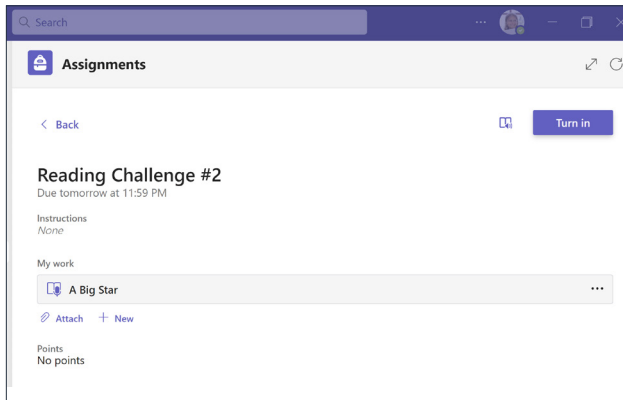 Search
Assignments
Back
Turn in
Reading Challenge #2
Due tomorrow at 11:59 PM
Instructions
None
My work
A Big Star
Attach
New
Points
No points